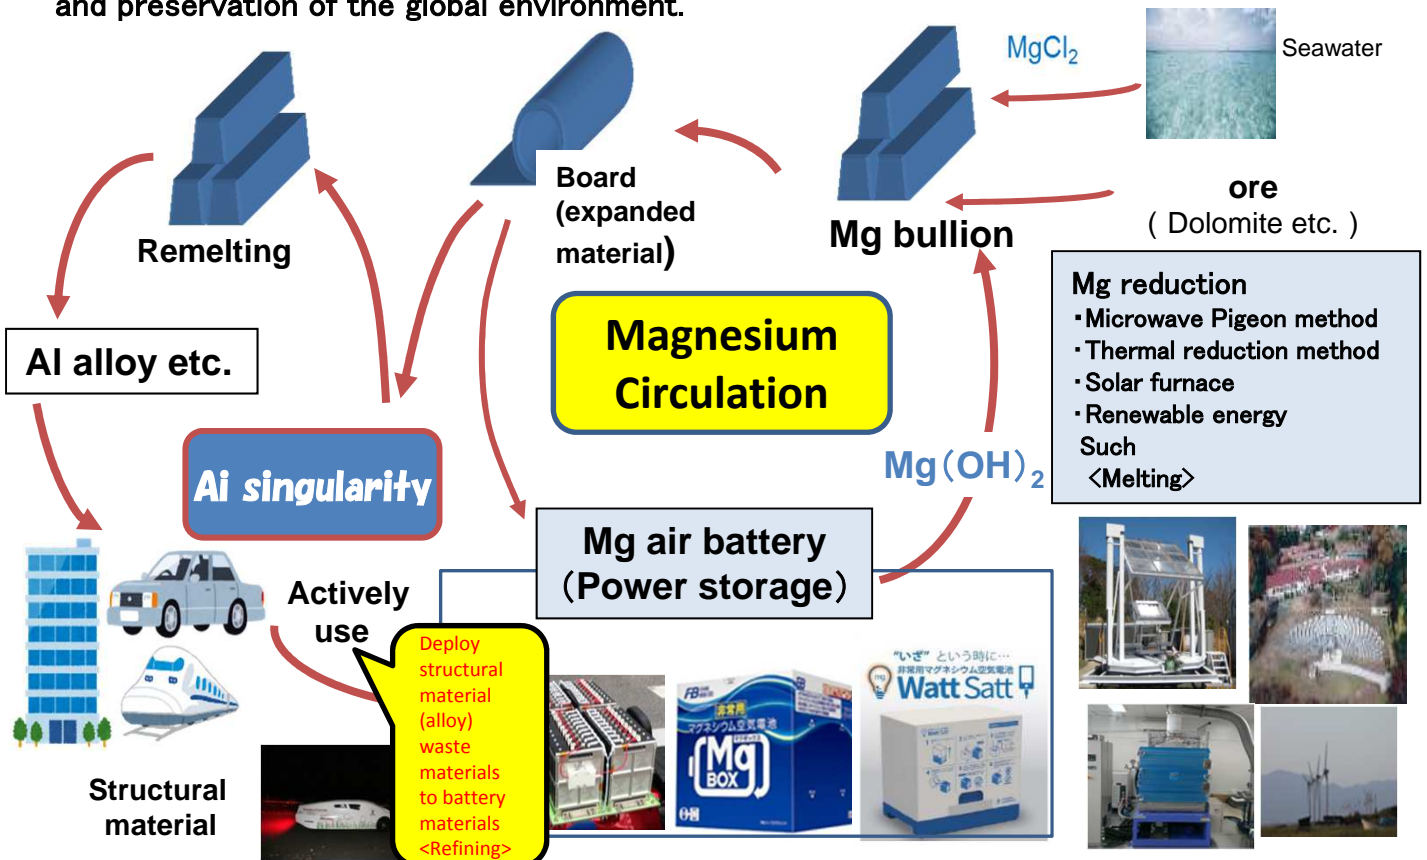 and preservation of the global environment.
MgCl2
Seawater
ore
( Dolomite etc. )
Mg bullion
Board
(expanded
material)
Remelting
Magnesium
Circulation
Mg reduction
・Microwave Pigeon method
・Thermal reduction method
・Solar furnace
・Renewable energy
Such
<Melting>
Al alloy etc.
Ai singularity
Mg(OH)2
Mg air battery
(Power storage)
Actively
use
Deploy
structural
material
(alloy)
waste
materials
to battery
materials
<Refining>
Structural
material
FB
非常用
マグネシウム空気電池
Mg
BOX
"いざ" という時に…
非常用マグネシウム空気電池
mg
Watt Satt